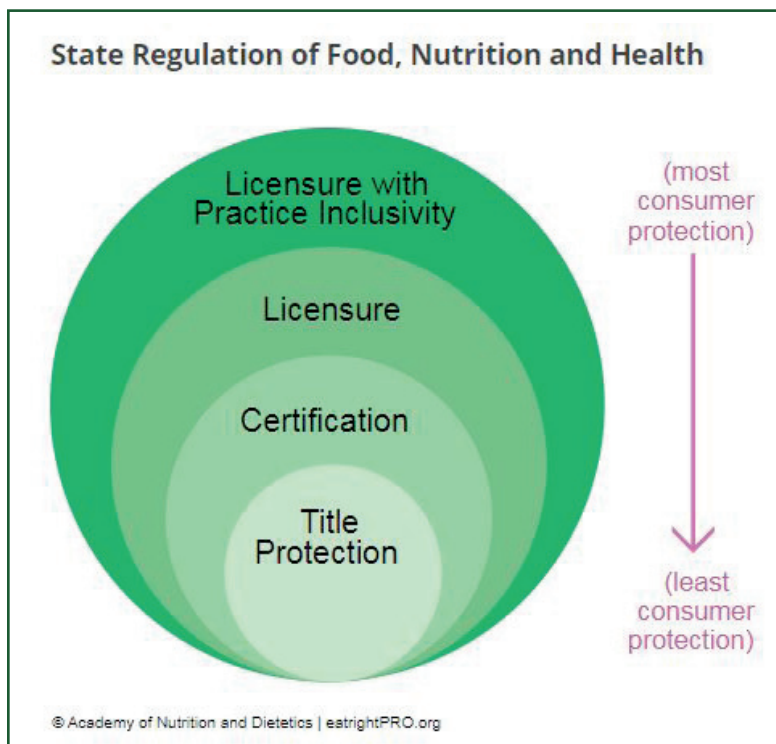 State Regulation of Food, Nutrition and Health
Licensure with
Practice Inclusivity
Licensure
Certification
Title
Protection
(most
consumer
protection)
(least
consumer
protection)
© Academy of Nutrition and Dietetics | eatrightPRO.org